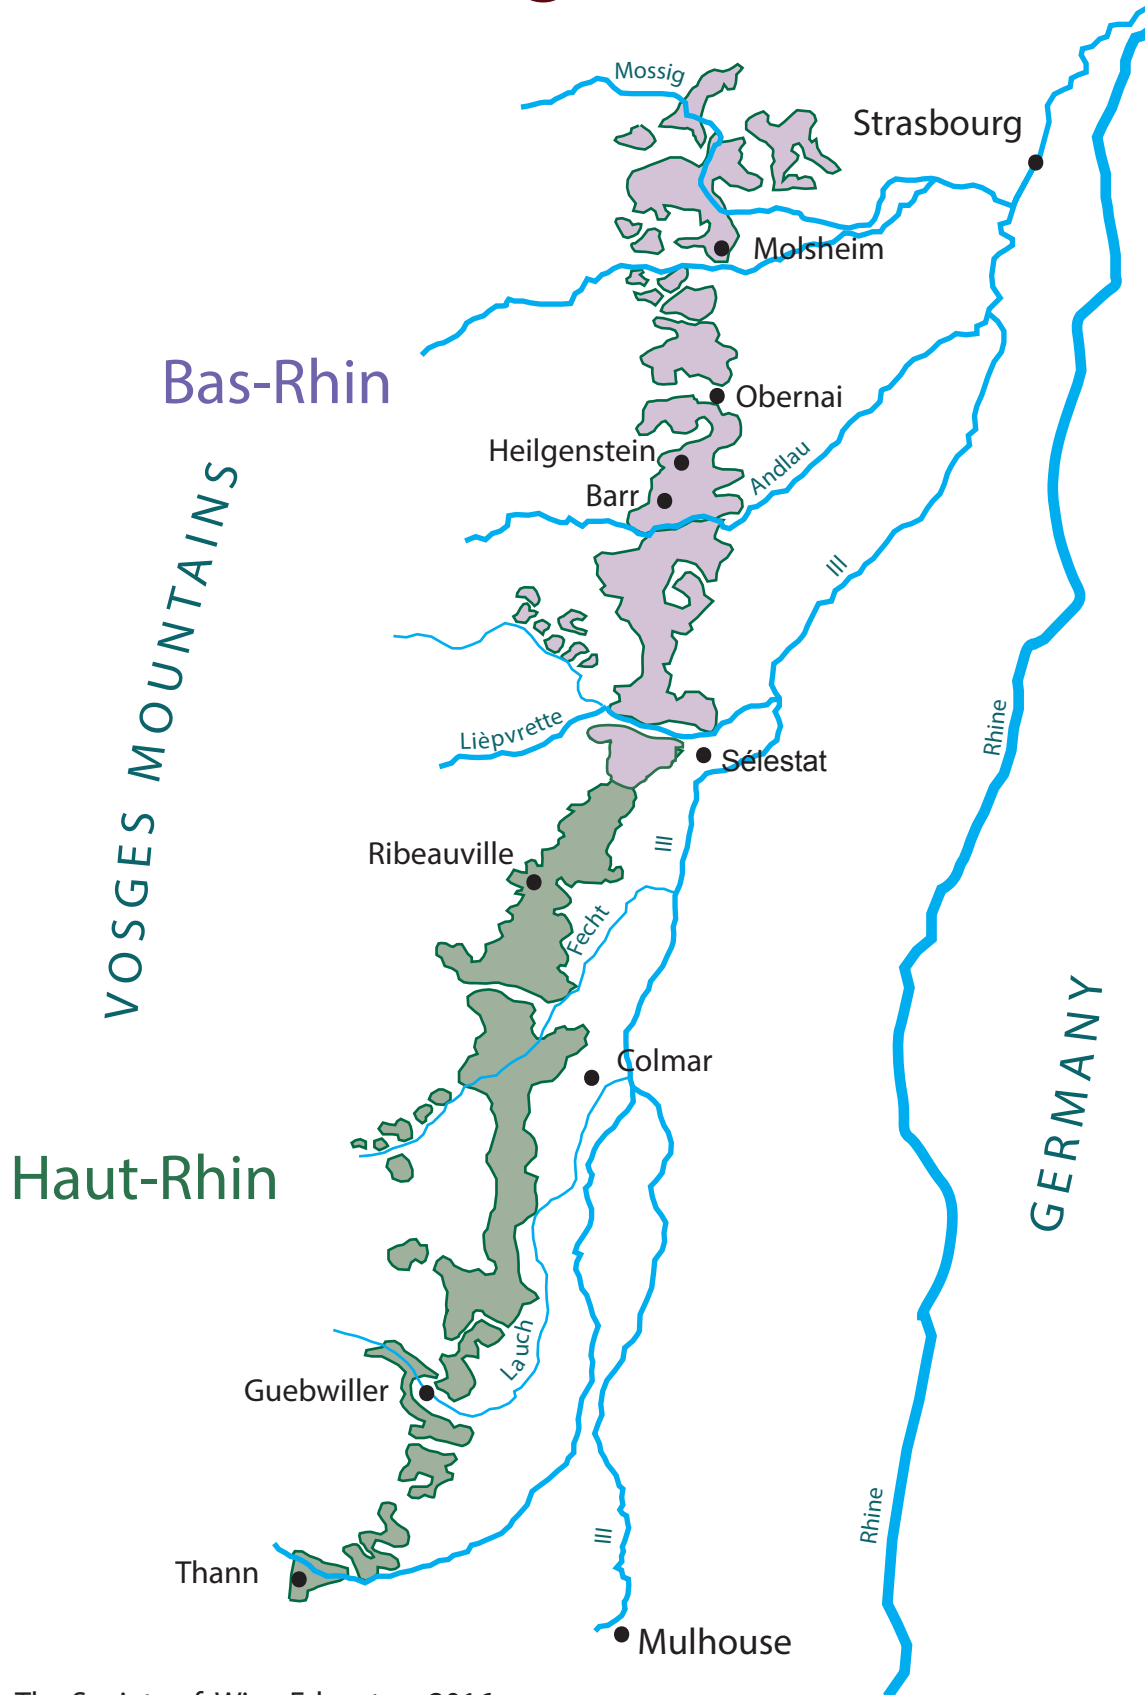 Mossig
Strasbourg
Molsheim
Bas-Rhin
Obernai
Heilgenstein
Andlau
Barr
VOSGES MOUNTAINS
Ill
Rhine
Lièpvrette
Sélestat
Ribeauville
Ill
Fecht
GERMANY
Colmar
Haut-Rhin
Lauch
Guebwiller
Rhine
Ill
Thann
Mulhouse